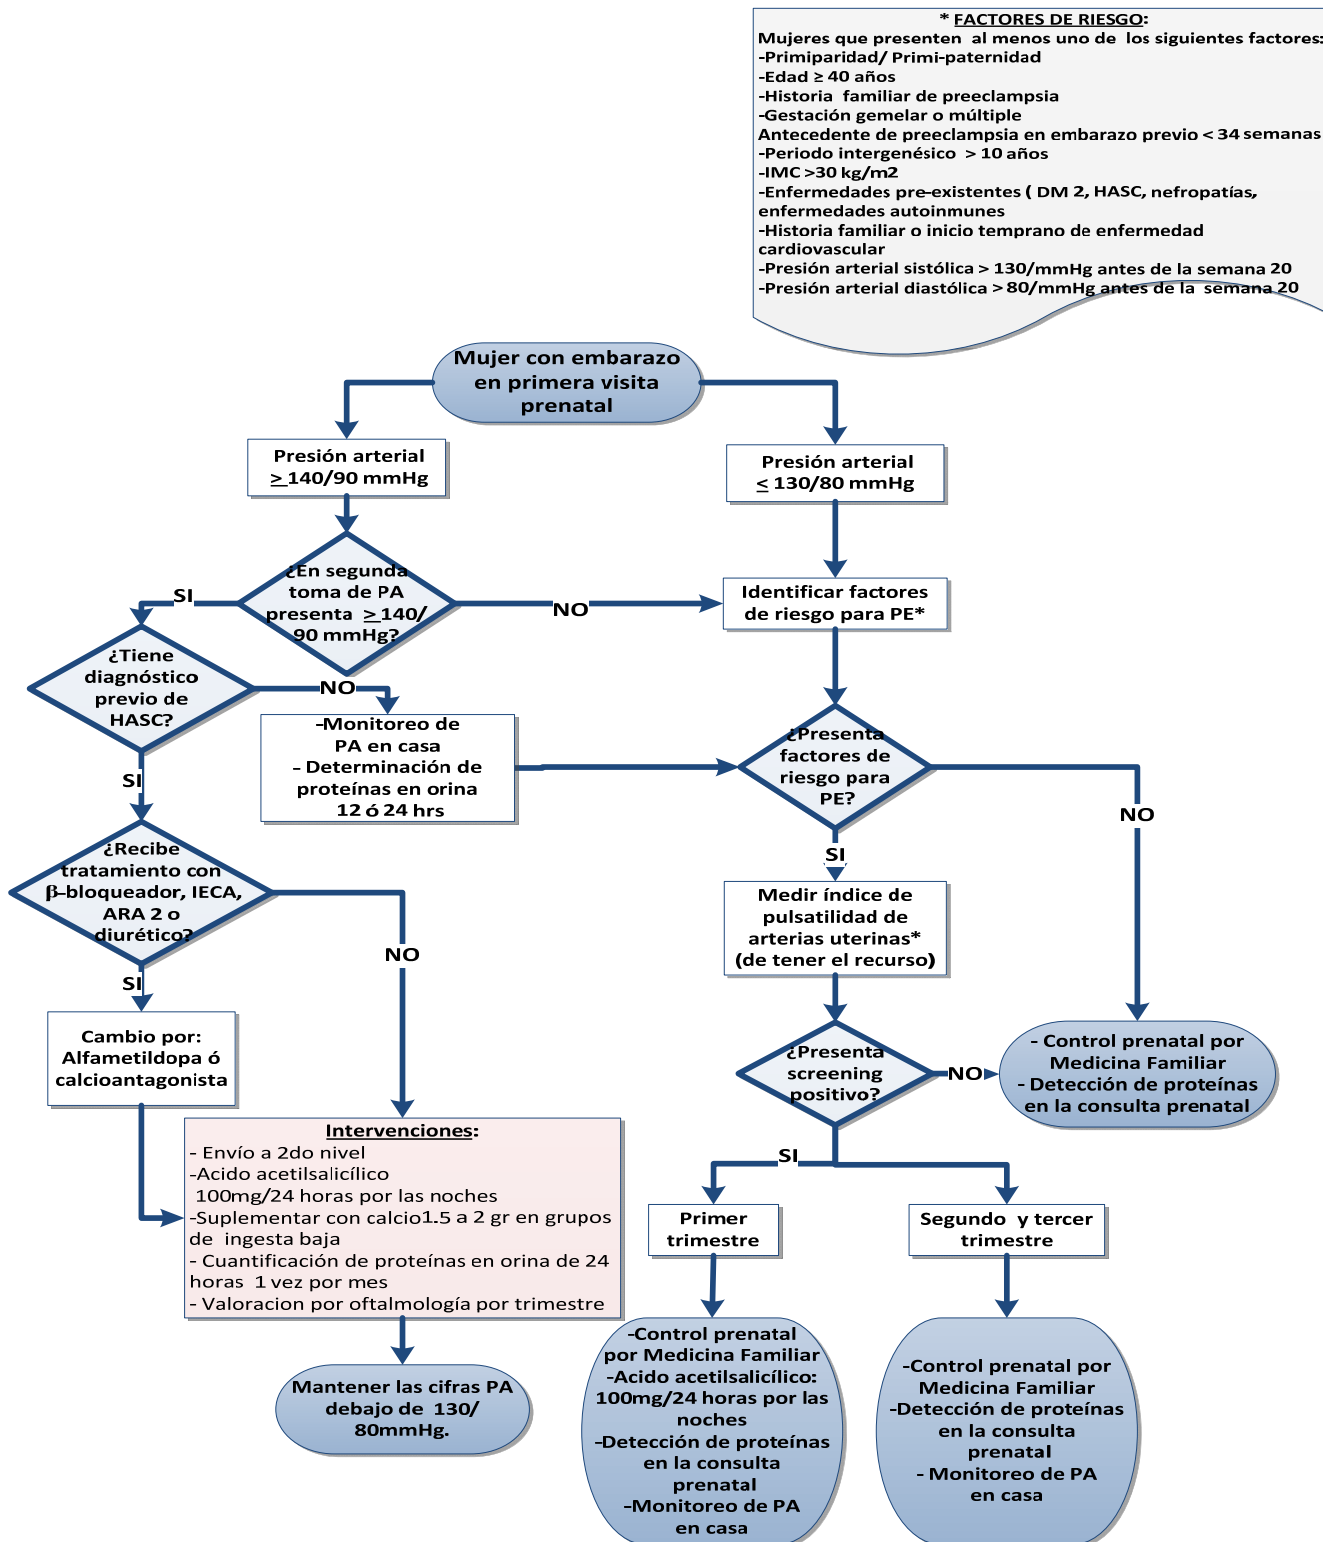 * FACTORES DE RIESGO:
Mujeres que presenten al menos uno de los siguientes factores:
-Primiparidad/ Primi-paternidad
-Edad ≥ 40 años
-Historia familiar de preeclampsia
-Gestación gemelar o múltiple
Antecedente de preeclampsia en embarazo previo < 34 semanas
-Periodo intergenésico > 10 años
-IMC >30 kg/m2
-Enfermedades pre-existentes ( DM 2, HASC, nefropatías,
enfermedades autoinmunes
-Historia familiar o inicio temprano de enfermedad
cardiovascular
-Presión arterial sistólica > 130/mmHg antes de la semana 20
-Presión arterial diastólica > 80/mmHg antes de la semana 20
Mujer con embarazo
en primera visita
prenatal
Presión arterial
≥ 140/90 mmHg
Presión arterial
≤ 130/80 mmHg
¿En segunda
toma de PA
presenta ≥ 140/
90 mmHg?
SI
NO
Identificar factores
de riesgo para PE*
¿Tiene
diagnóstico
previo de
HASC?
NO
SI
-Monitoreo de
PA en casa
- Determinación de
proteínas en orina
12 ó 24 hrs
¿Presenta
factores de
riesgo para
PE?
NO
SI
¿Recibe
tratamiento con
β-bloqueador, IECA,
ARA 2 o
diurético?
NO
SI
Medir índice de
pulsatilidad de
arterias uterinas*
(de tener el recurso)
Cambio por:
Alfametildopa ó
calcioantagonista
¿Presenta
screening
positivo?
NO
SI
- Control prenatal por
Medicina Familiar
- Detección de proteínas
en la consulta prenatal
Intervenciones:
- Envío a 2do nivel
-Acido acetilsalicílico
100mg/24 horas por las noches
-Suplementar con calcio1.5 a 2 gr en grupos
de ingesta baja
- Cuantificación de proteínas en orina de 24
horas 1 vez por mes
- Valoracion por oftalmología por trimestre
Primer
trimestre
Segundo y tercer
trimestre
Mantener las cifras PA
debajo de 130/
80mmHg.
-Control prenatal
por Medicina Familiar
-Acido acetilsalicílico:
100mg/24 horas por las
noches
-Detección de proteínas
en la consulta
prenatal
-Monitoreo de PA
en casa
-Control prenatal por
Medicina Familiar
-Detección de proteínas
en la consulta
prenatal
- Monitoreo de PA
en casa